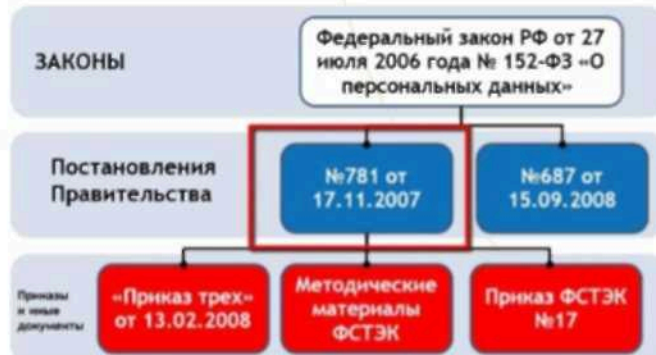 ЗАКОНЫ
Федеральный закон РФ от 27
июля 2006 года № 152-ФЗ «О
персональных данных»
Постановления
Правительства
№781 от
17.11.2007
№687 от
15.09.2008
Приказы
и иные
документы
«Приказ трех»
от 13.02.2008
Методические
материалы
ФСТЭК
Приказ ФСТЭК
№17